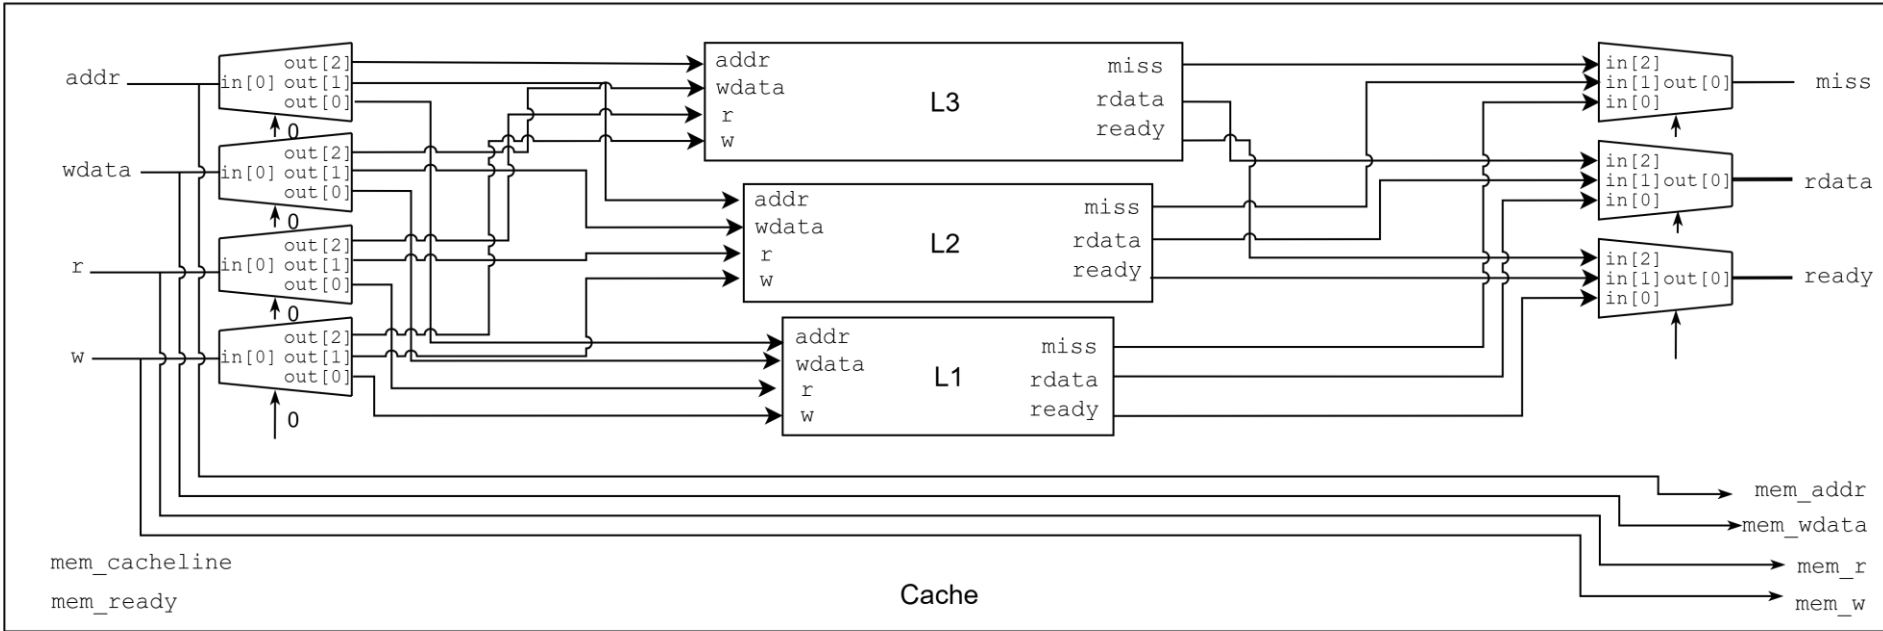 addr
in[0]
out[2]
out[1]
out[0]
0
wdata
in[0]
out[2]
out[1]
out[0]
0
r
in[0]
out[2]
out[1]
out[0]
0
w
in[0]
out[2]
out[1]
out[0]
0
addr
wdata
r
w
L3
miss
rdata
ready
addr
wdata
r
w
L2
miss
rdata
ready
addr
wdata
r
w
L1
miss
rdata
ready
in[2]
in[1] out[0]
in[0]
miss
in[2]
in[1] out[0]
in[0]
rdata
in[2]
in[1] out[0]
in[0]
ready
mem_addr
mem_wdata
mem_r
mem_w
mem_cacheline
mem_ready
Cache